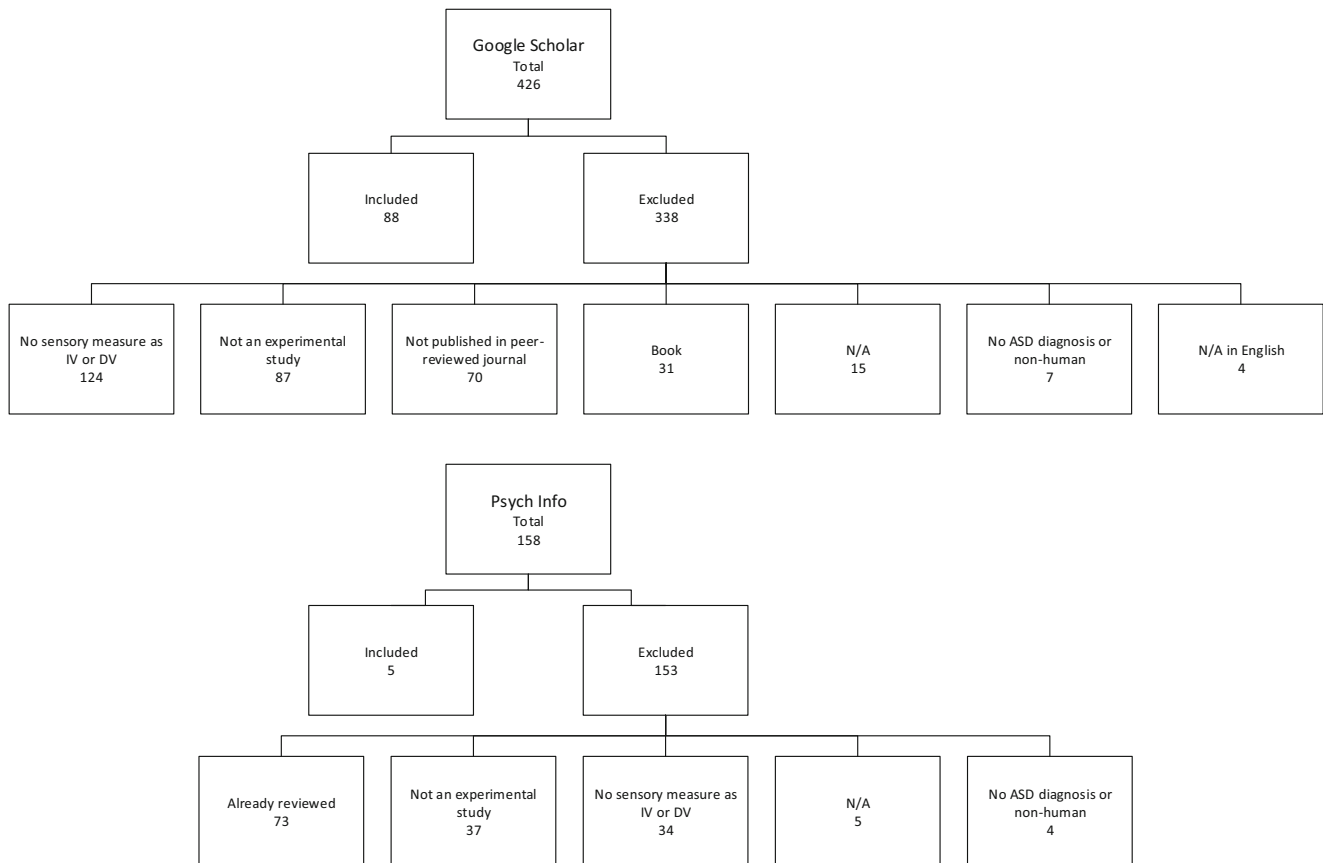 Google Scholar
Total
426
Included
88
Excluded
338
No sensory measure as
IV or DV
124
Not an experimental
study
87
Not published in peer-
reviewed journal
70
Book
31
N/A
15
No ASD diagnosis or
non-human
7
N/A in English
4
Psych Info
Total
158
Included
5
Excluded
153
Already reviewed
73
Not an experimental
study
37
No sensory measure as
IV or DV
34
N/A
5
No ASD diagnosis or
non-human
4